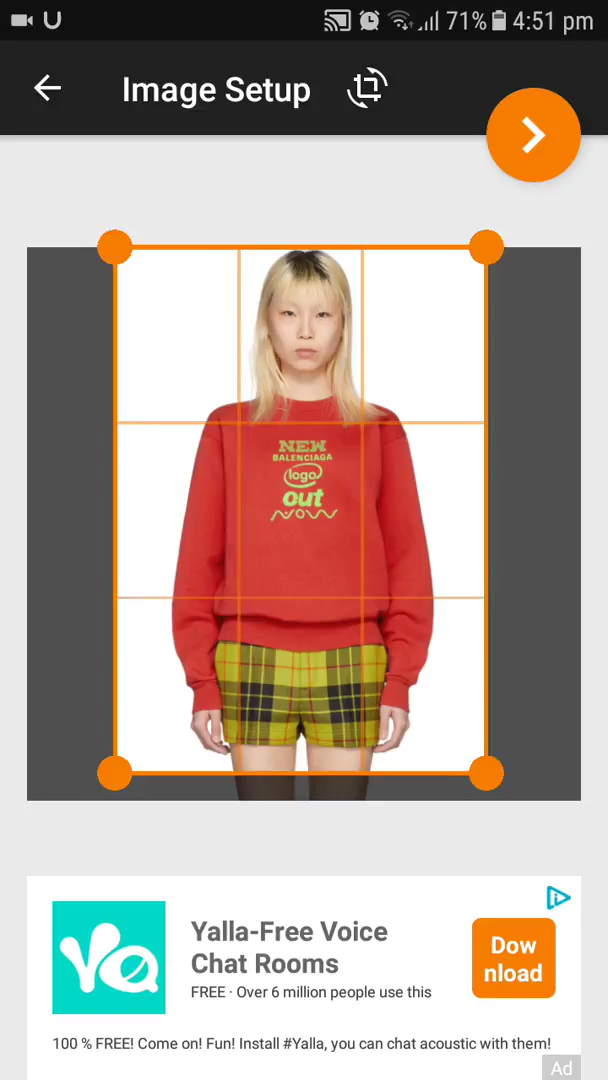 71% 4:51 pm
Image Setup
NEW
BALENCIAGA
logo
out
NOW
Yalla-Free Voice
Chat Rooms
FREE · Over 6 million people use this
Dow
nload
100 % FREE! Come on! Fun! Install #Yalla, you can chat acoustic with them!
Ad